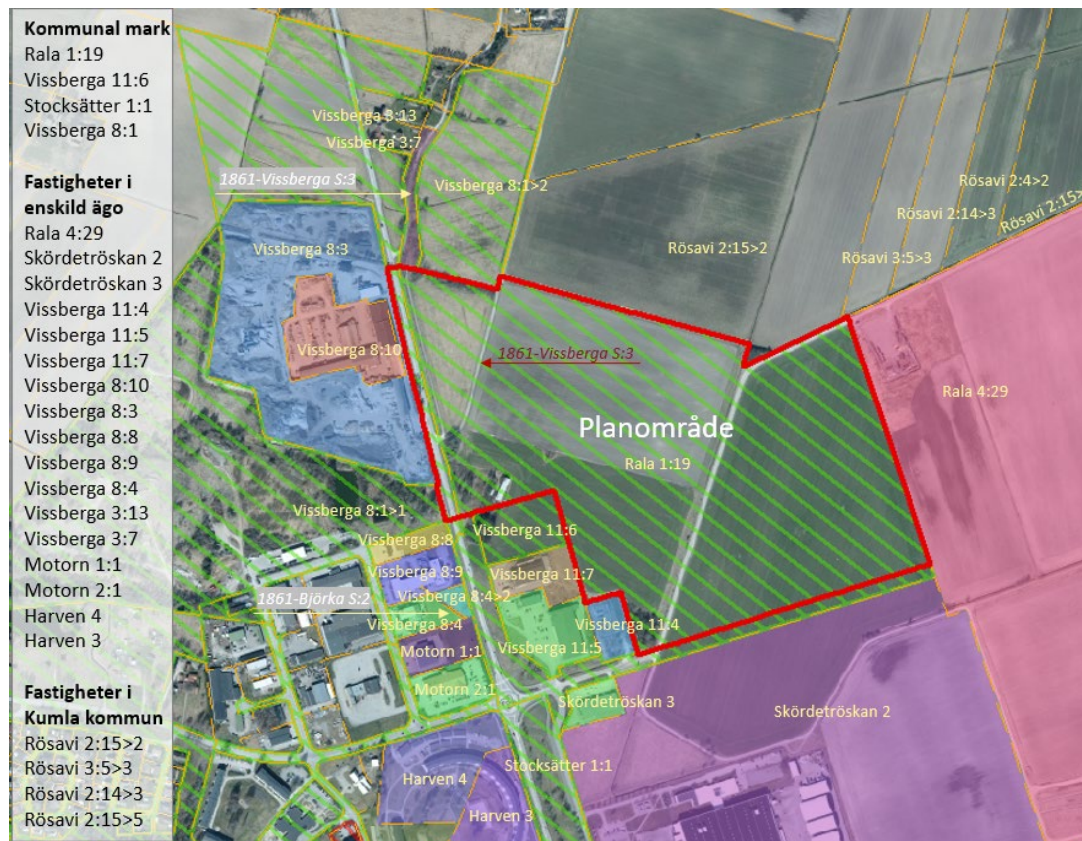 Kommunal mark
Rala 1:19
Vissberga 11:6
Stocksätter 1:1
Vissberga 8:1
Fastigheter i
enskild ägo
Rala 4:29
Skördetröskan 2
Skördetröskan 3
Vissberga 11:4
Vissberga 11:5
Vissberga 11:7
Vissberga 8:10
Vissberga 8:3
Vissberga 8:8
Vissberga 8:9
Vissberga 8:4
Vissberga 3:13
Vissberga 3:7
Motorn 1:1
Motorn 2:1
Harven 4
Harven 3
Fastigheter i
Kumla kommun
Rösavi 2:15>2
Rösavi 3:5>3
Rösavi 2:14>3
Rösavi 2:15>5
Vissberga 3:13
Vissberga 3:7
1861-Vissberga S:3
Vissberga 8:1>2
Rösavi 2:4>2
Rösavi 2:14>3
Rösavi 2:15>
Rösavi 2:15>2
Rösavi 3:5>3
Vissberga 8:3
Vissberga 8:10
1861-Vissberga S:3
Rala 4:29
Planområde
Rala 1:19
Vissberga 8:1>1
Vissberga 11:6
Vissberga 8:8
Vissberga 8:9
Vissberga 11:7
1861-Björka S:2
Vissberga 8:4>2
Vissberga 8:4
Vissberga 11:4
Motorn 1:1
Vissberga 11:5
Motorn 2:1
Skördetröskan 3
Skördetröskan 2
Stocksätter 1:1
Harven 4
Harven 3